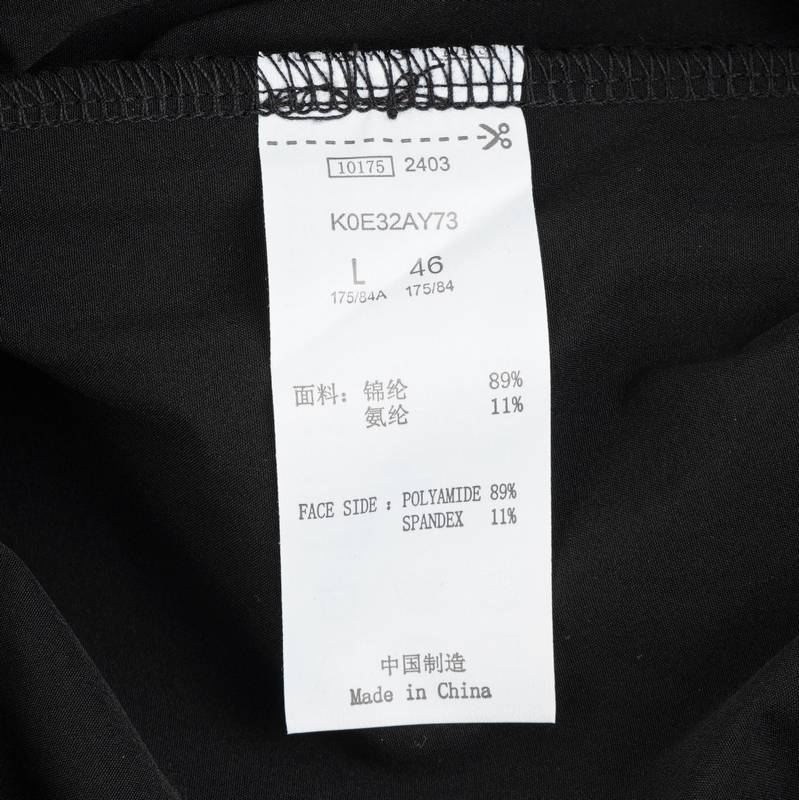 10175 2403
K0E32AY73
L 46
175/84A 175/84
面料：锦纶 89%
氨纶 11%
FACE SIDE : POLYAMIDE 89%
SPANDEX 11%
中国制造
Made in China